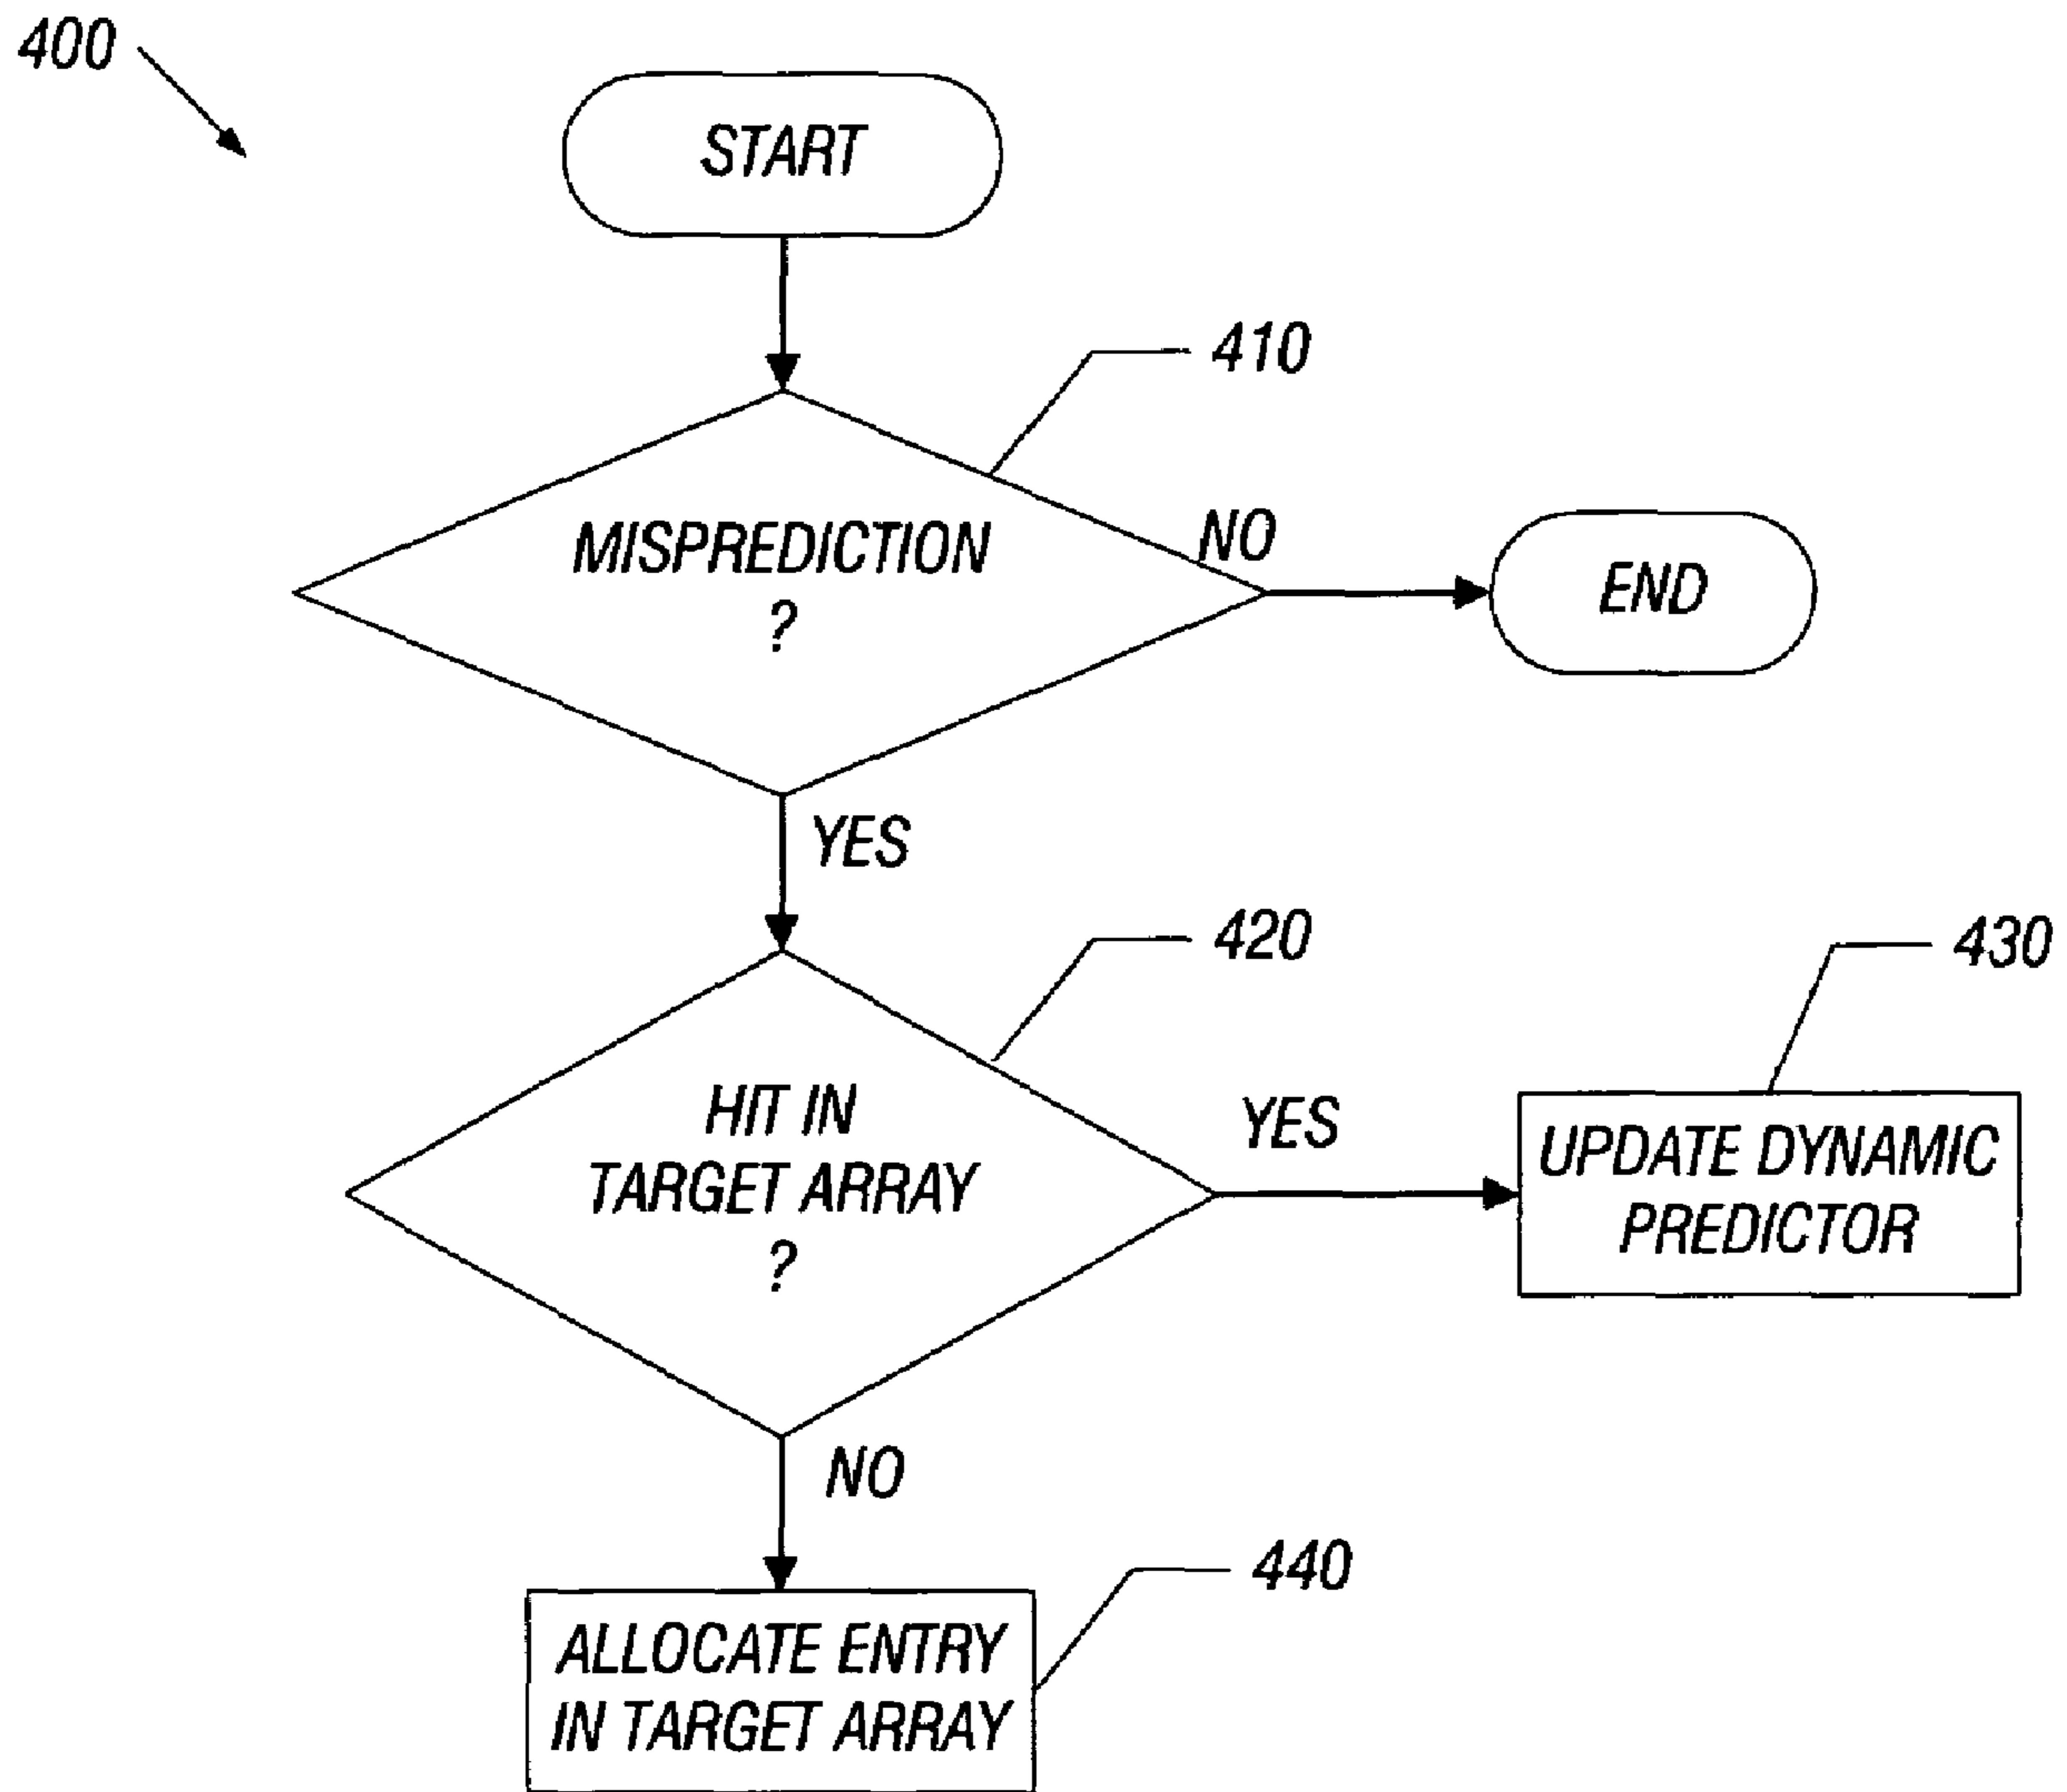 400
START
410
MISPREDICTION
?
NO
END
YES
420
430
HIT IN
TARGET ARRAY
?
YES
UPDATE DYNAMIC
PREDICTOR
NO
440
ALLOCATE ENTRY
IN TARGET ARRAY